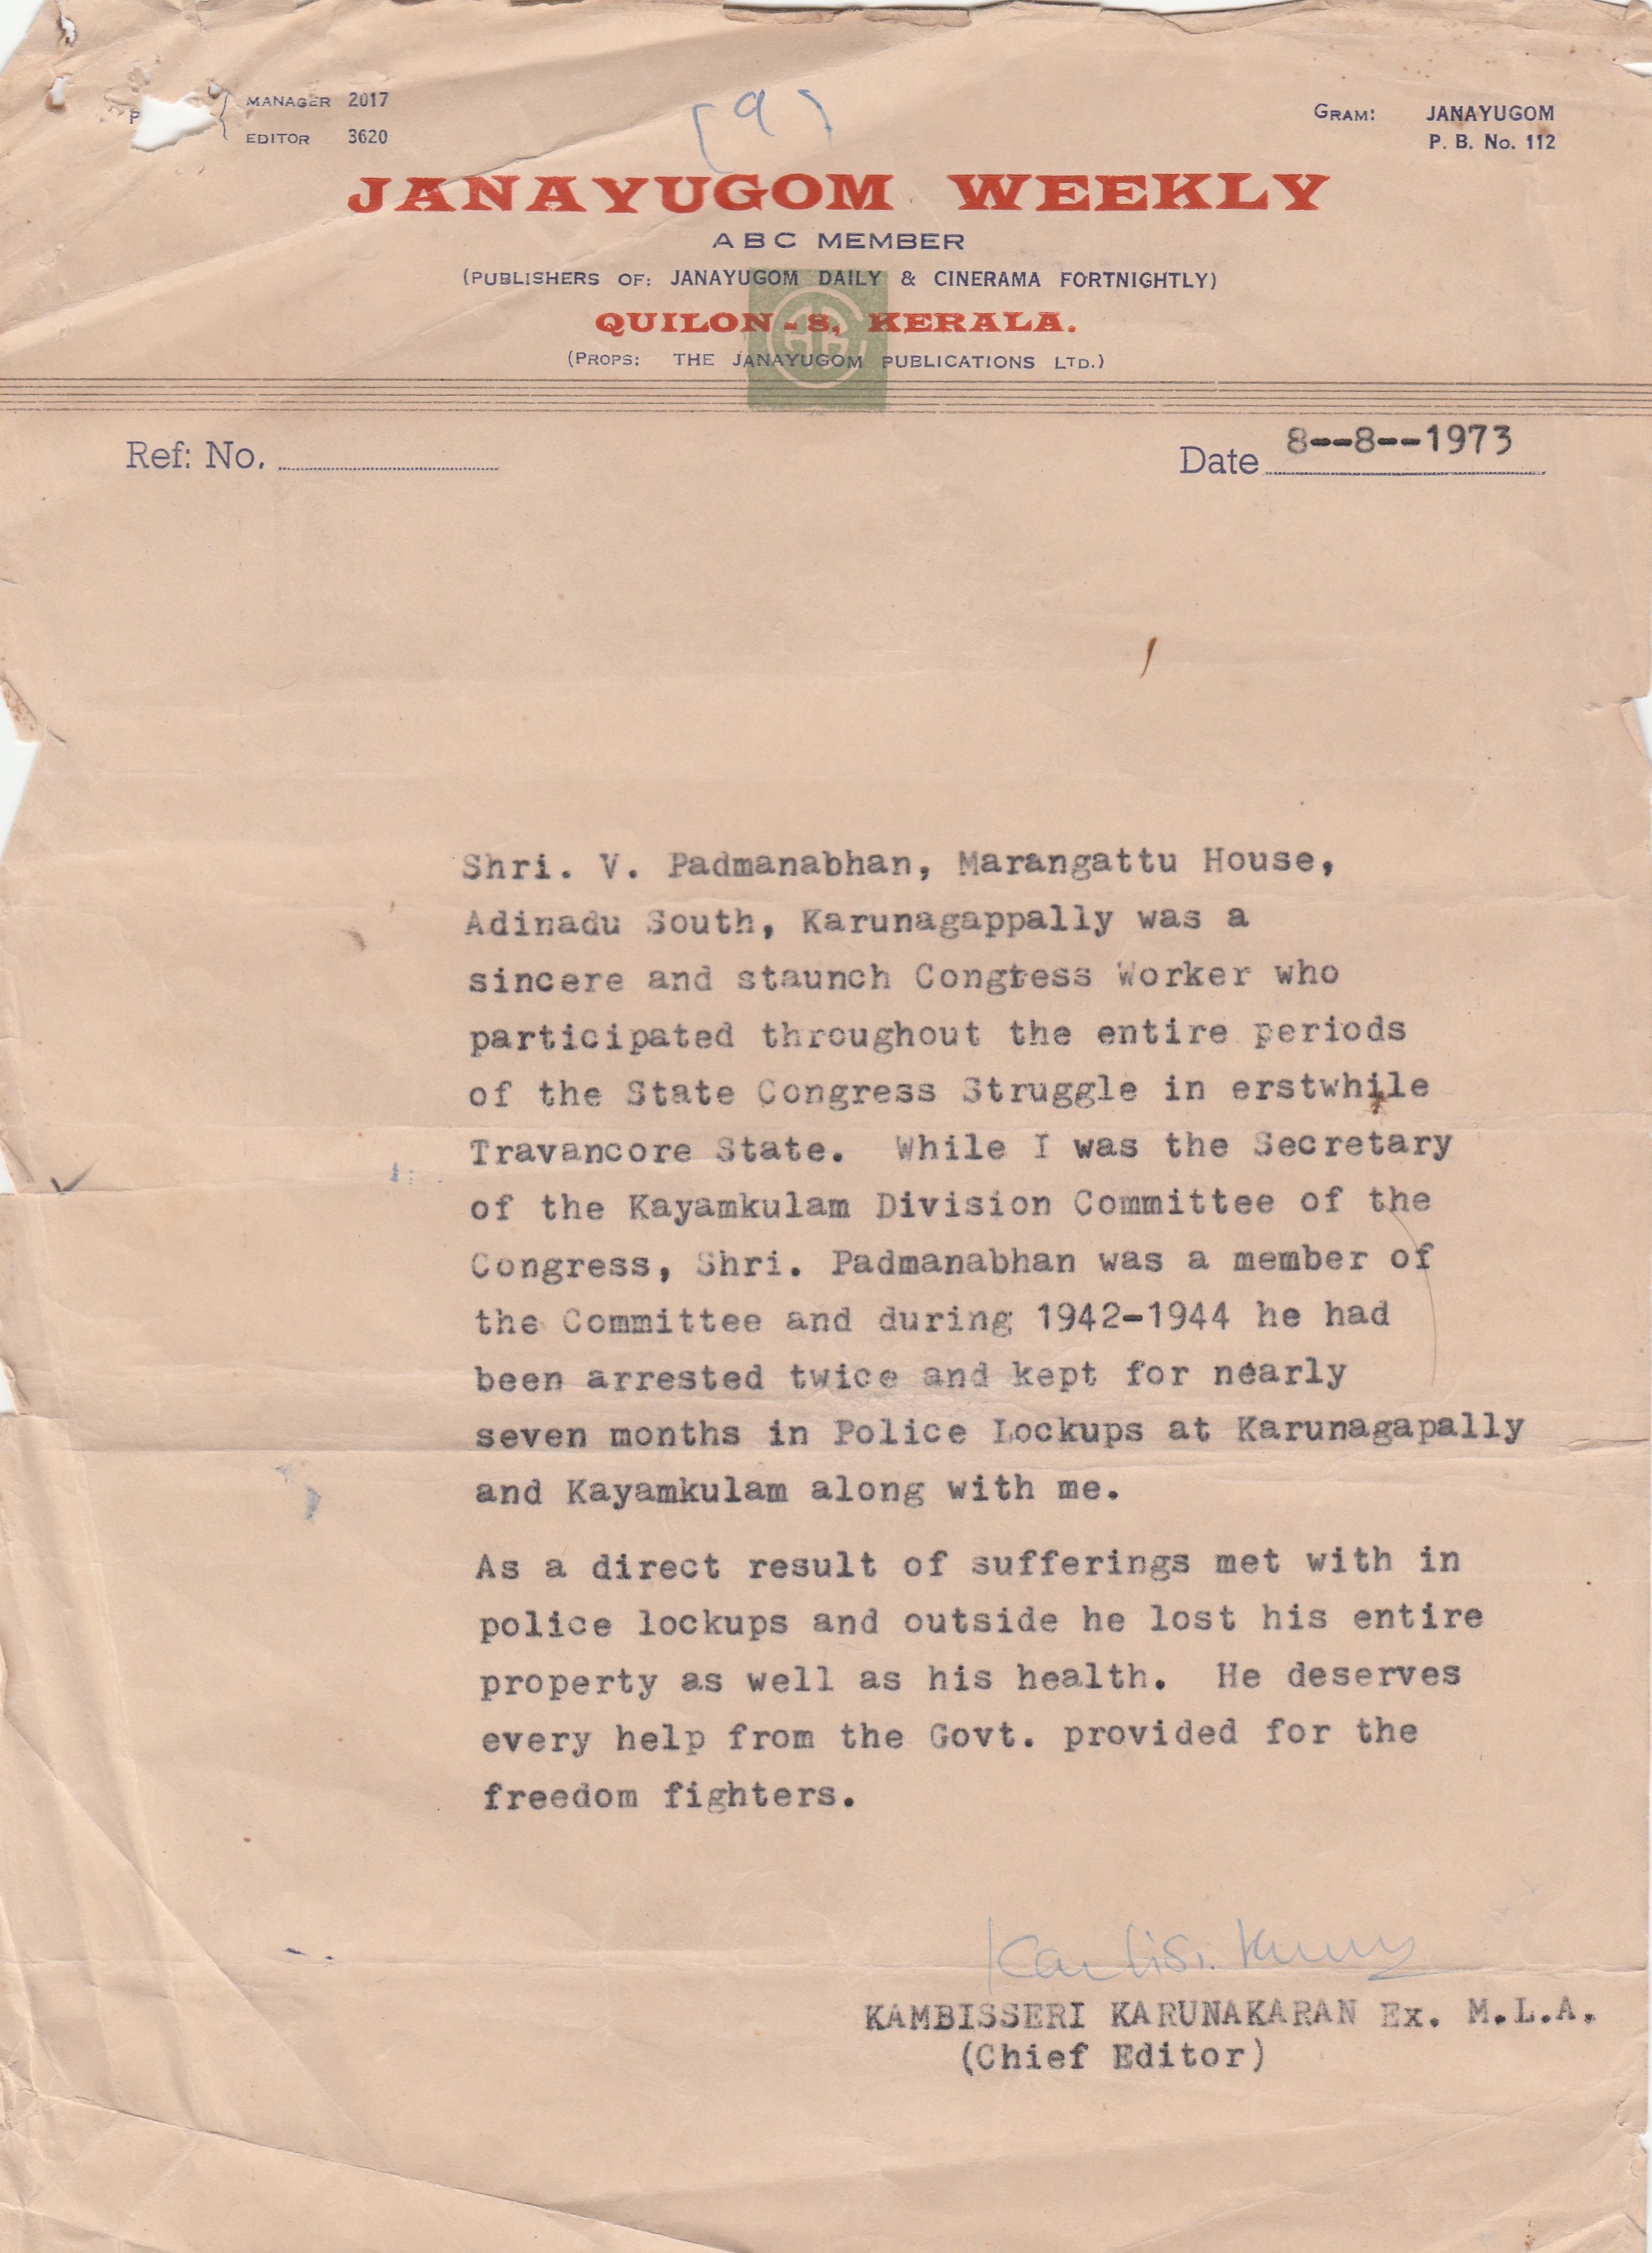 MANAGER 2017
EDITOR 3620
[9]
GRAM: JANAYUGOM
P. B. No. 112
JANAYUGOM WEEKLY
ABC MEMBER
(PUBLISHERS OF: JANAYUGOM DAILY & CINERAMA FORTNIGHTLY)
QUILON-8, KERALA.
(PROPS: THE JANAYUGOM PUBLICATIONS LTD.)
Ref: No.
Date 8--8--1973
Shri. V. Padmanabhan, Marangattu House,
Adinadu South, Karunagappally was a
sincere and staunch Congtess Worker who
participated throughout the entire periods
of the State Congress Struggle in erstwhile
Travancore State. While I was the Secretary
of the Kayamkulam Division Committee of the
Congress, Shri. Padmanabhan was a member of
the Committee and during 1942-1944 he had
been arrested twice and kept for nearly
seven months in Police Lockups at Karunagapally
and Kayamkulam along with me.
As a direct result of sufferings met with in
police lockups and outside he lost his entire
property as well as his health. He deserves
every help from the Govt. provided for the
freedom fighters.
KAMBISSERI KARUNAKARAN Ex. M.L.A.
(Chief Editor)